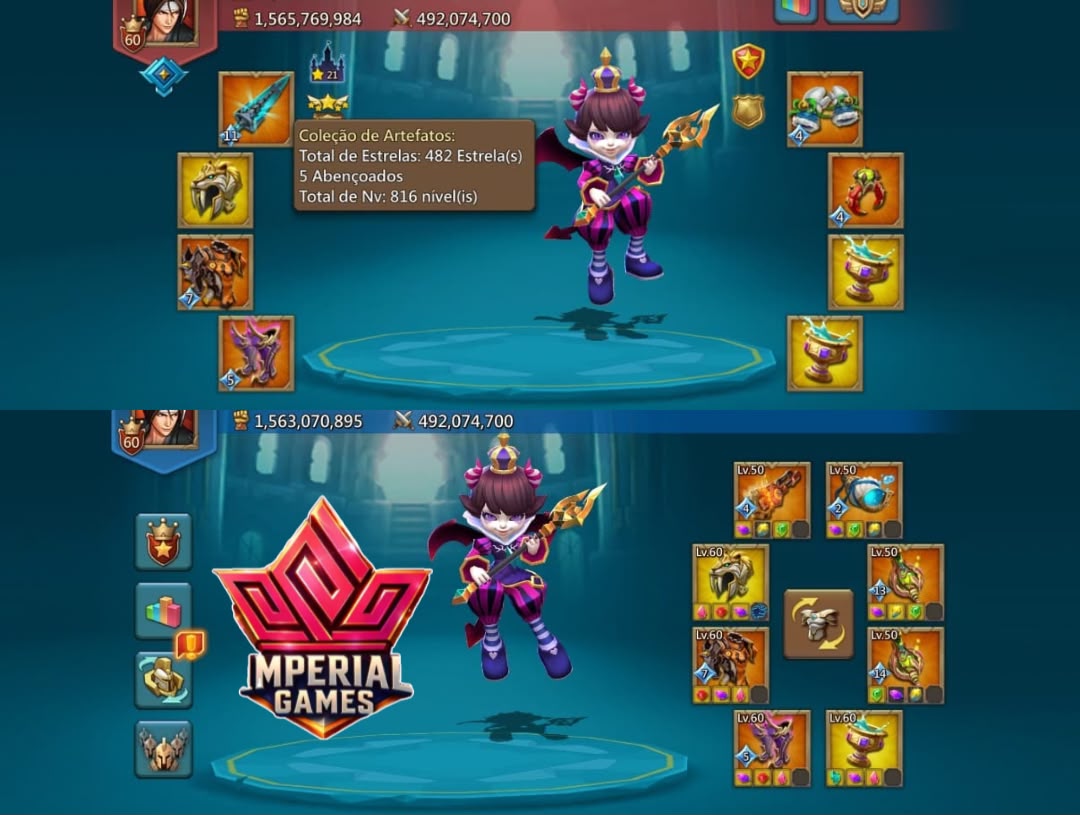 1,565,769,984 492,074,700
60
21
11
4
Coleção de Artefatos:
Total de Estrelas: 482 Estrela(s)
5 Abençoados
Total de Nv: 816 nível(is)
4
7
5
1,563,070,895 492,074,700
60
Lv.50 Lv.50
4 2
Lv.60 Lv.50
13
Lv.60 Lv.50
7 14
Lv.60 Lv.60
5
IMPERIAL
GAMES